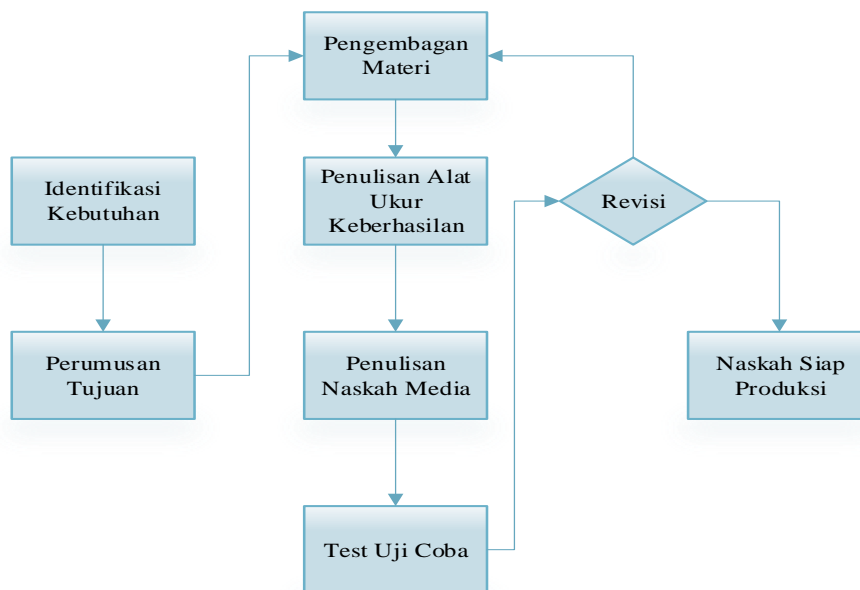 Identifikasi
Kebutuhan
Perumusan
Tujuan
Pengembagan
Materi
Penulisan Alat
Ukur
Keberhasilan
Penulisan
Naskah Media
Test Uji Coba
Revisi
Naskah Siap
Produksi